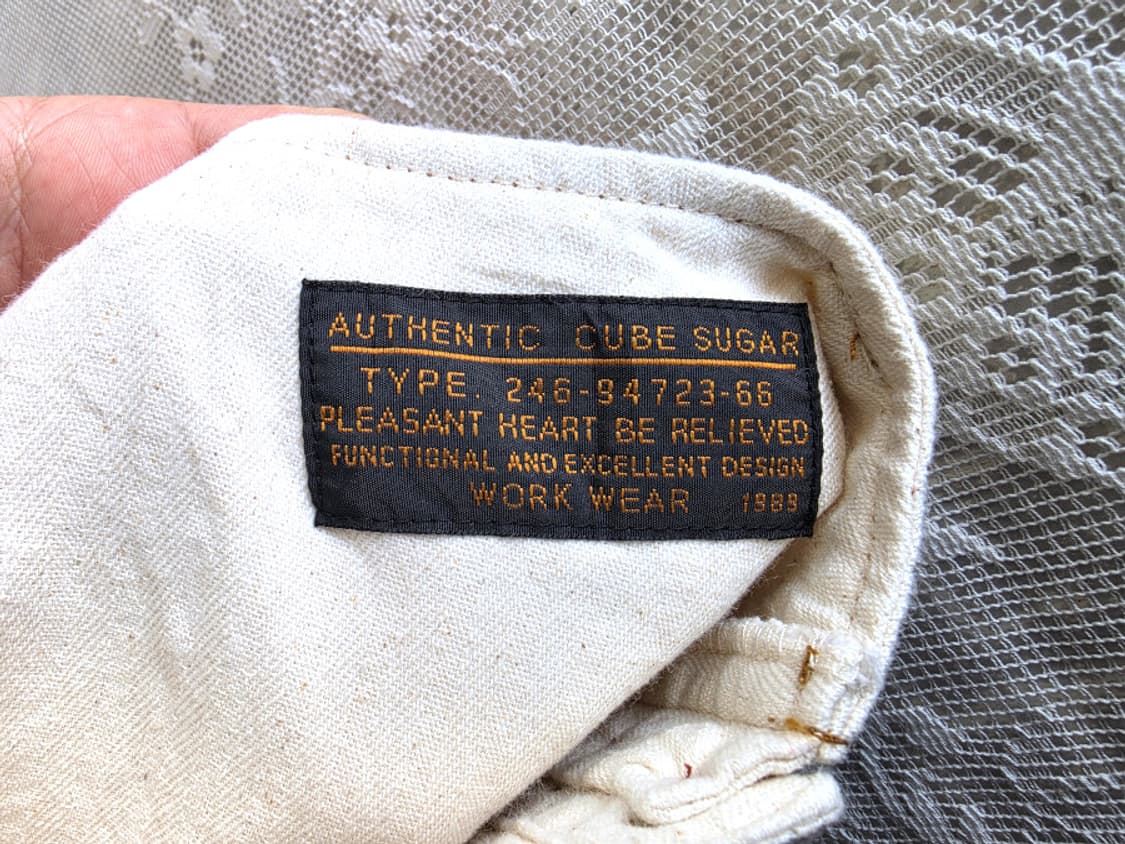 AUTHENTIC CUBE SUGAR
TYPE. 246-94723-66
PLEASANT HEART BE RELIEVED
FUNCTIONAL AND EXCELLENT DESIGN
WORK WEAR 1989